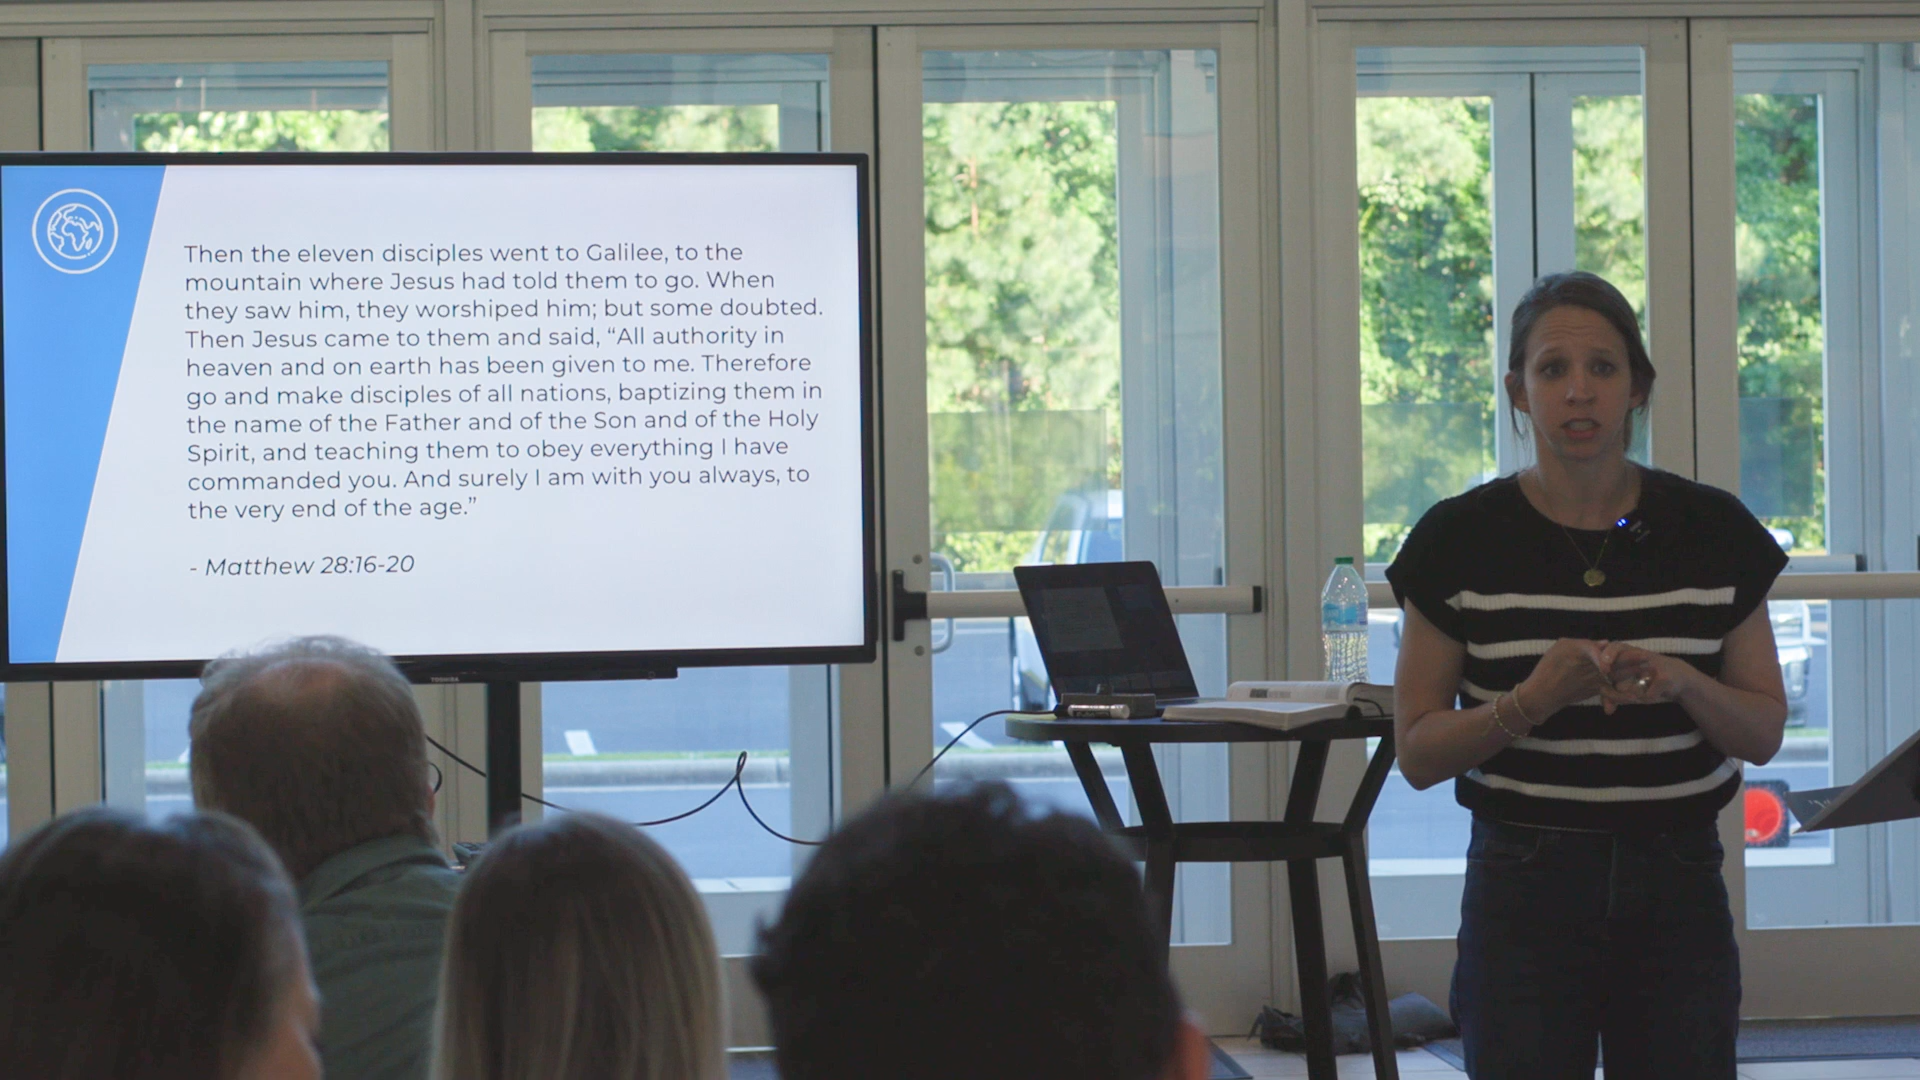 Then the eleven disciples went to Galilee, to the
mountain where Jesus had told them to go. When
they saw him, they worshiped him; but some doubted.
Then Jesus came to them and said, “All authority in
heaven and on earth has been given to me. Therefore
go and make disciples of all nations, baptizing them in
the name of the Father and of the Son and of the Holy
Spirit, and teaching them to obey everything I have
commanded you. And surely I am with you always, to
the very end of the age.”
- Matthew 28:16-20
TOSHIBA